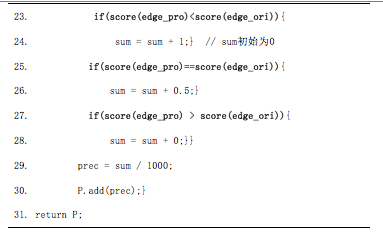 23. if(score(edge_pro)<score(edge_ori)){
24. sum = sum + 1;} // sum初始为0
25. if(score(edge_pro)==score(edge_ori)){
26. sum = sum + 0.5;}
27. if(score(edge_pro) > score(edge_ori)){
28. sum = sum + 0;}}
29. prec = sum / 1000;
30. P.add(prec);}
31. return P;